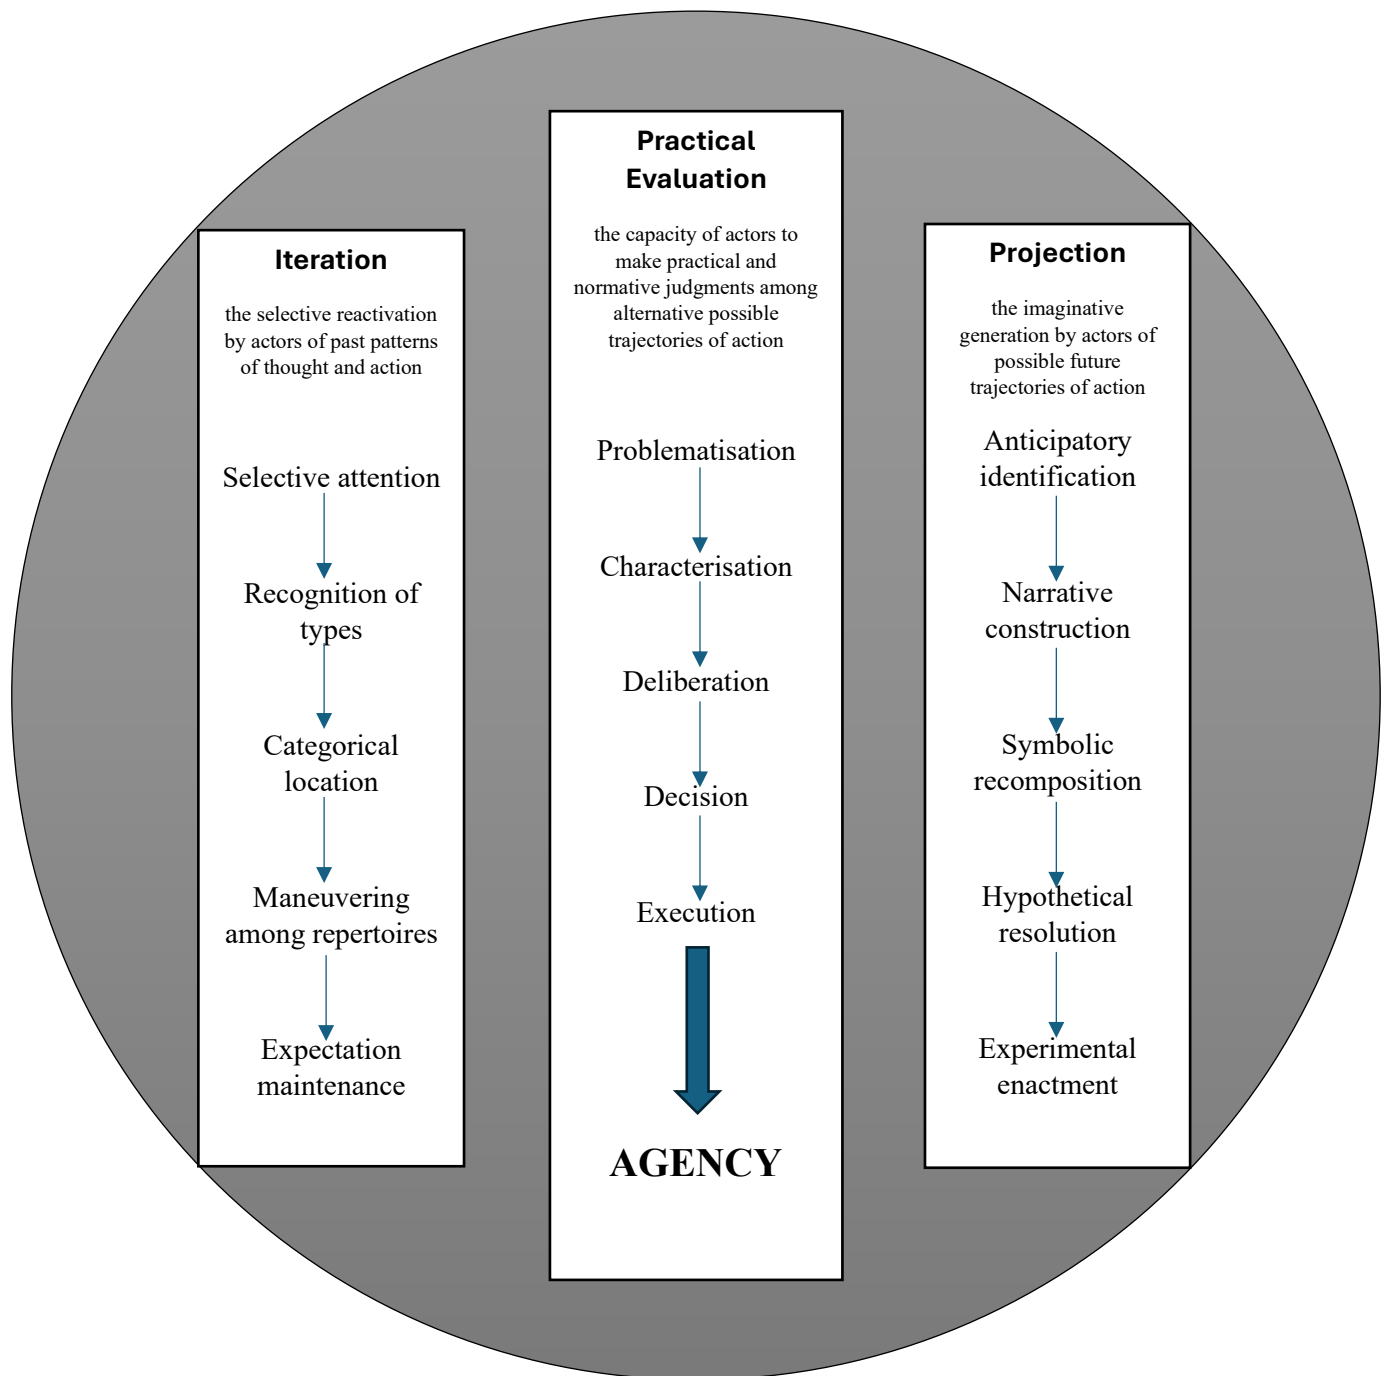 Iteration
the selective reactivation
by actors of past patterns
of thought and action
Selective attention
Recognition of
types
Categorical
location
Maneuvering
among repertoires
Expectation
maintenance
Practical
Evaluation
the capacity of actors to
make practical and
normative judgments among
alternative possible
trajectories of action
Problematisation
Characterisation
Deliberation
Decision
Execution
AGENCY
Projection
the imaginative
generation by actors of
possible future
trajectories of action
Anticipatory
identification
Narrative
construction
Symbolic
recomposition
Hypothetical
resolution
Experimental
enactment